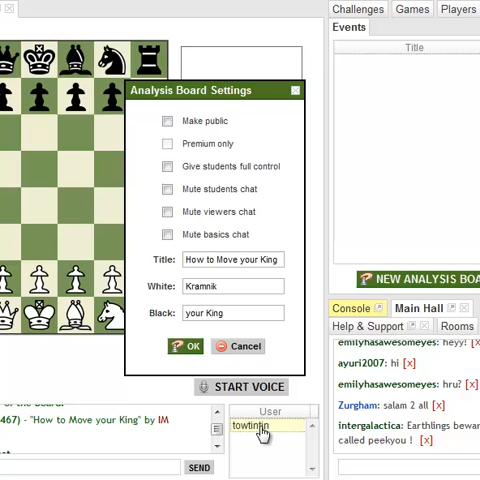 Challenges Games Players
Events
Title
Analysis Board Settings
Make public
Premium only
Give students full control
Mute students chat
Mute viewers chat
Mute basics chat
Title: How to Move your King
White: Kramnik
Black: your King
OK Cancel
NEW ANALYSIS BOA
START VOICE
Console Main Hall
Help & Support Rooms
emilyhasawesomeyes: heyy! [x]
ayuri2007: hi [x]
emilyhasawesomeyes: hru? [x]
Zurgham: salam 2 all [x]
intergalactica: Earthlings bewar
called peekyou ! [x]
of the board.
467) - "How to Move your King" by IM
User
towtintin
SEND